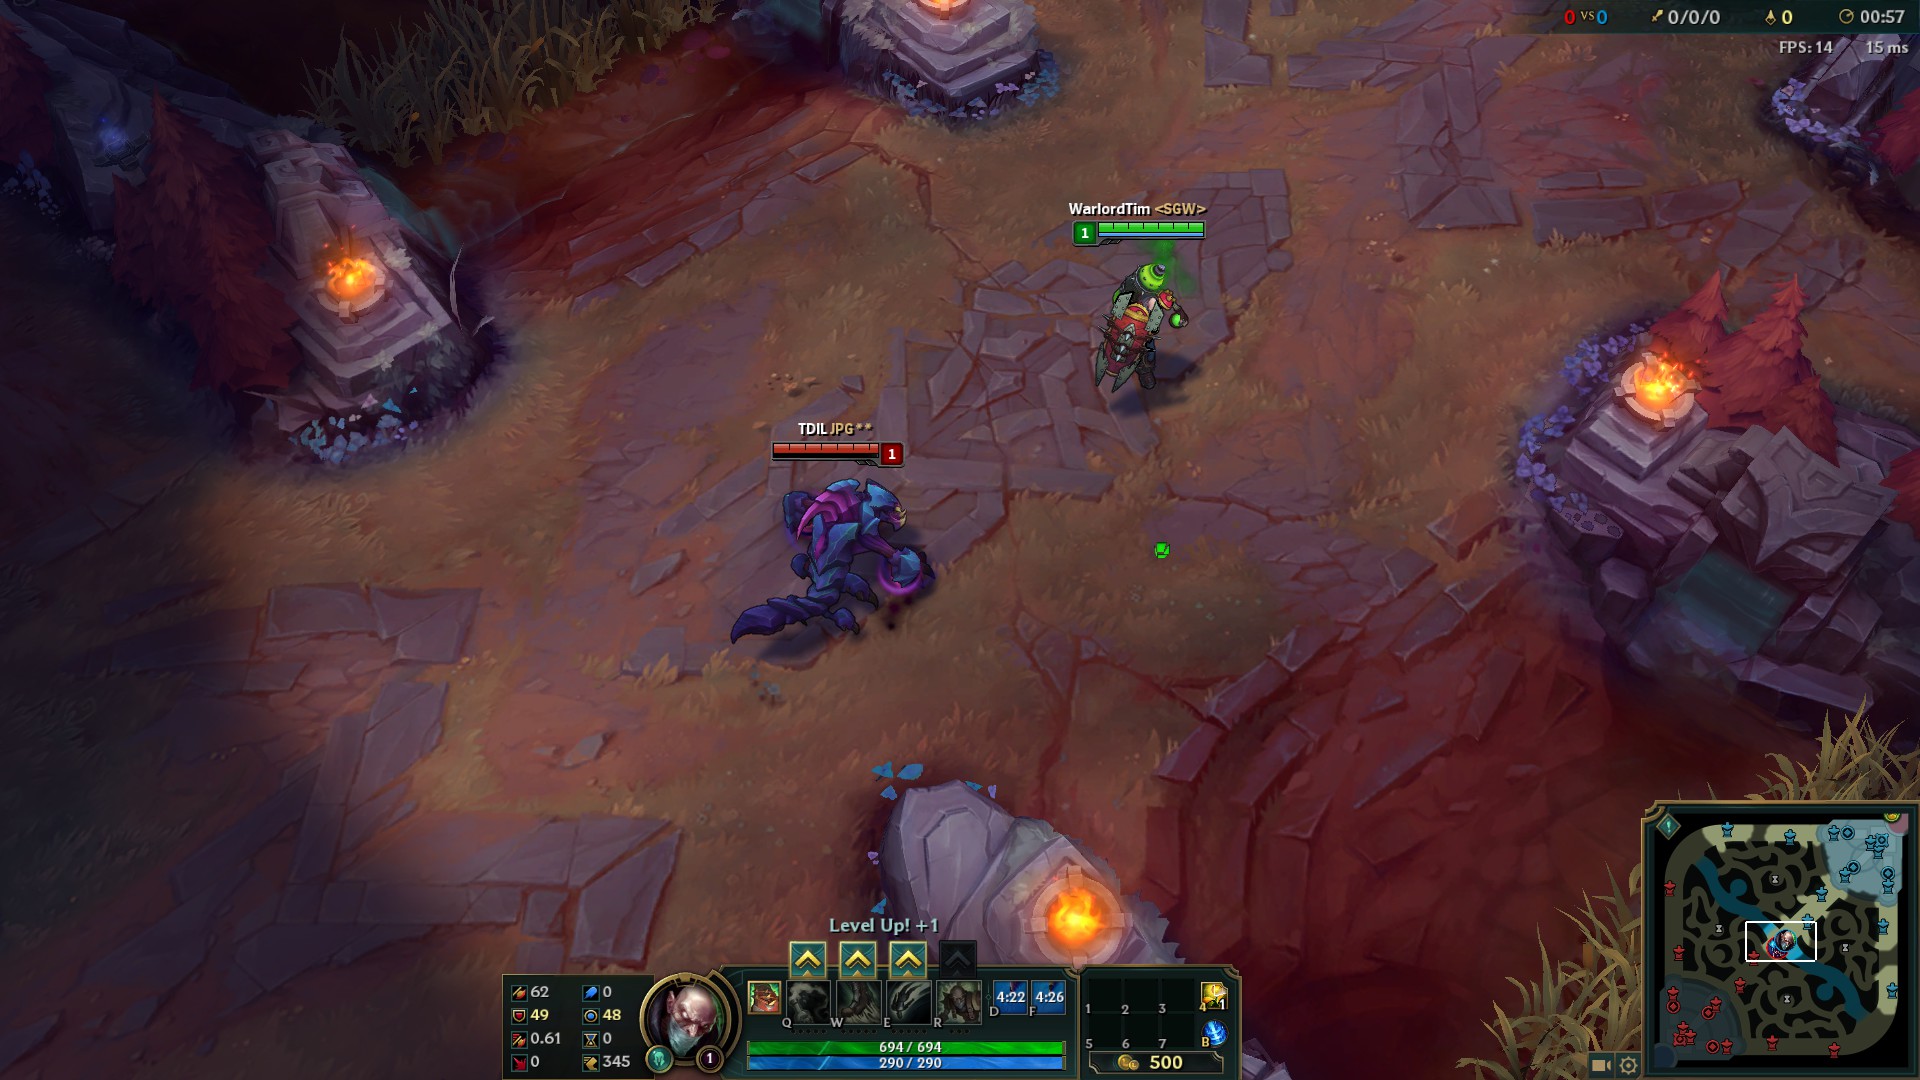 0 VS 0 0/0/0 0 00:57
FPS: 14 15 ms
WarlordTim <SGW>
1
TDIL JPG**
1
Level Up! +1
62 0
49 48
0.61 0
0 345
1
Q W E R
4:22 D 4:26 F
694 / 694
290 / 290
1 2 3 4 1
5 6 7 B
500